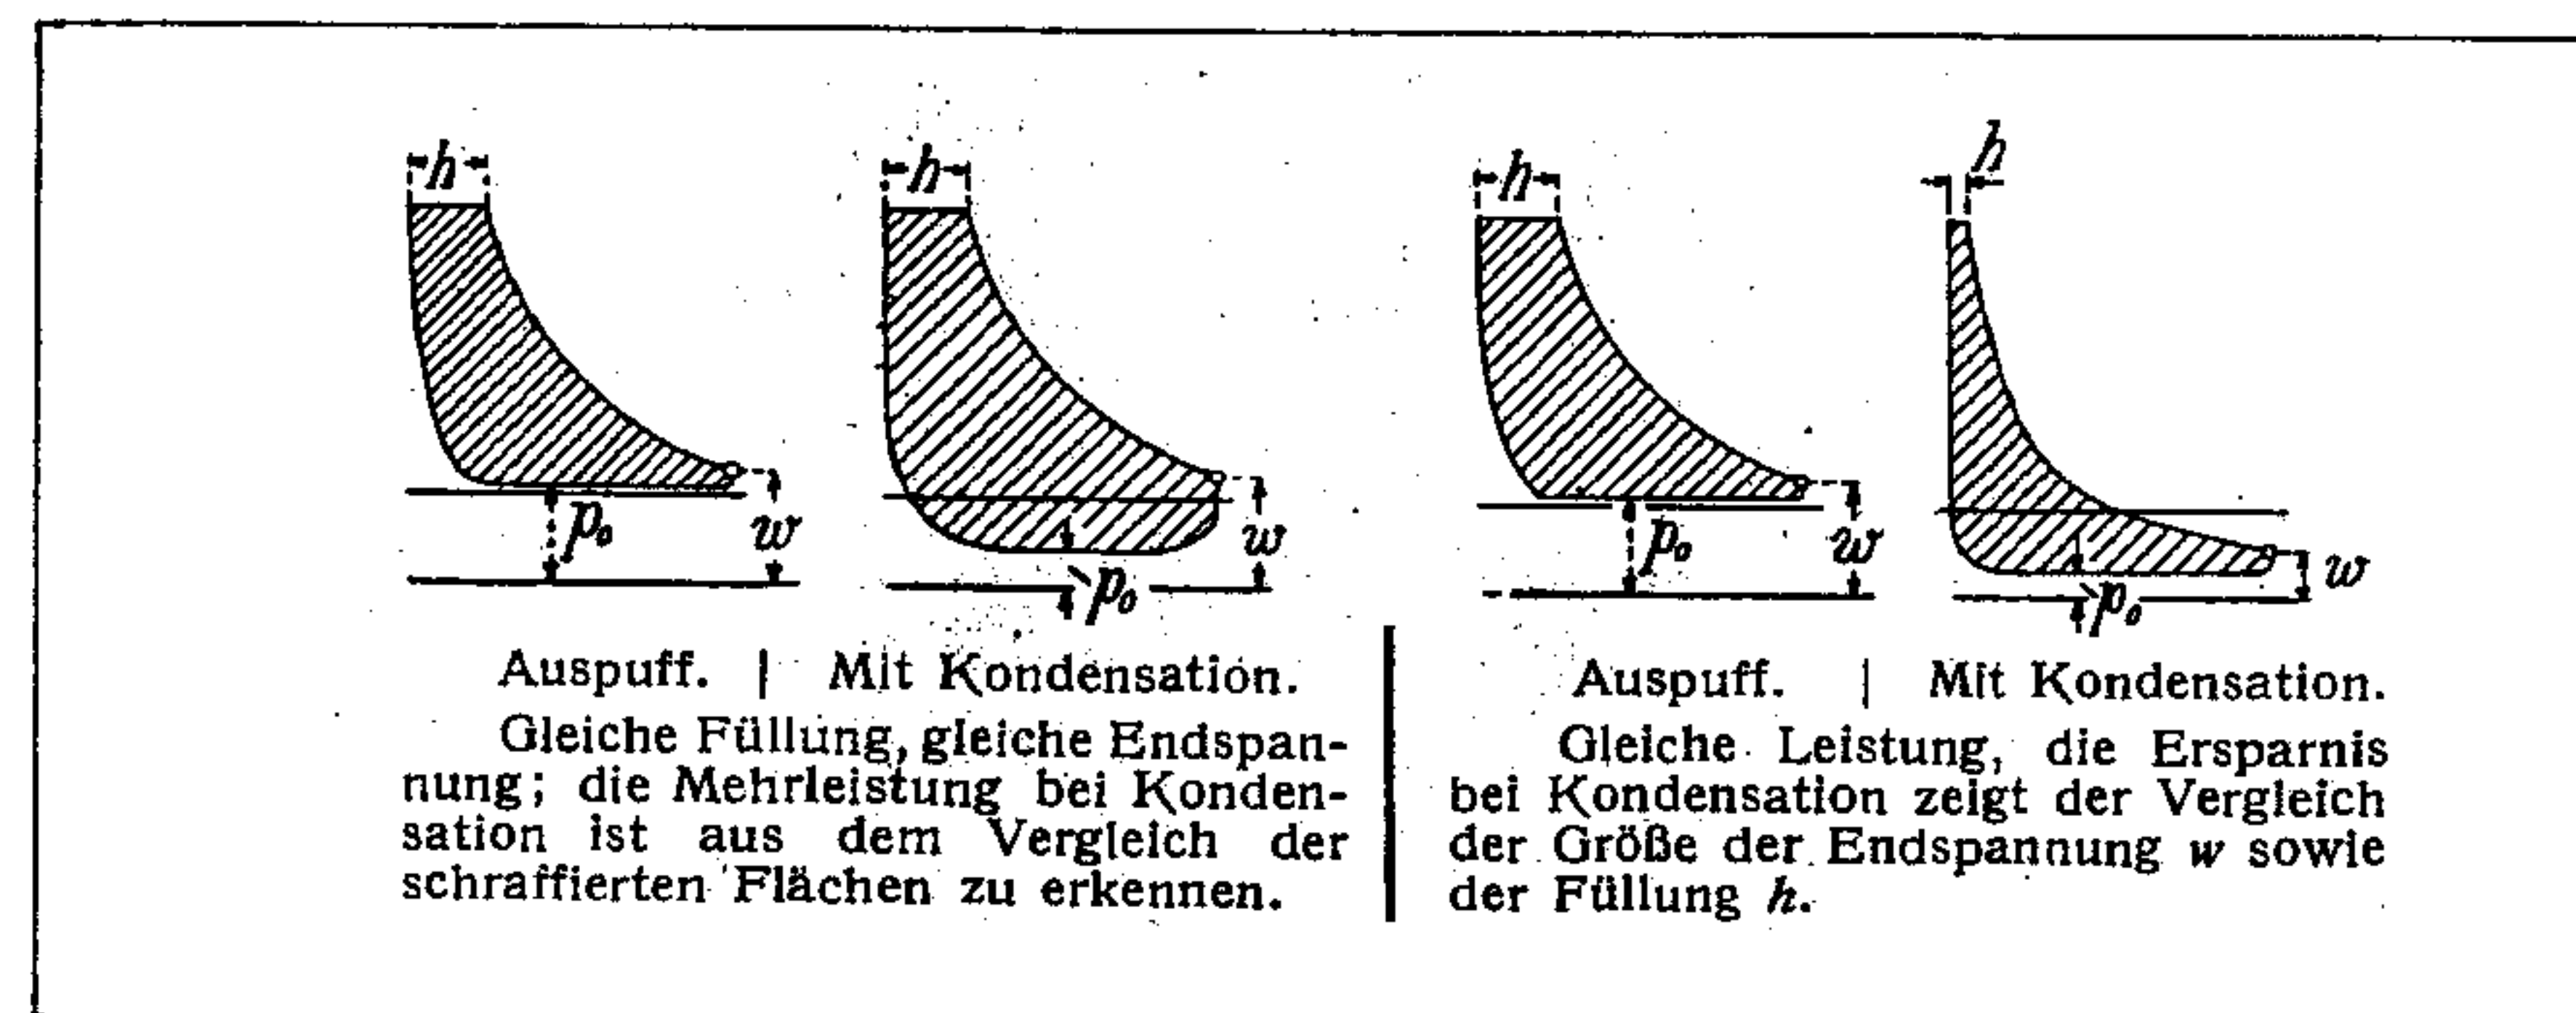 h h h h
p₀ w p₀ w p₀ w p₀ w
Auspuff. | Mit Kondensation.
Gleiche Füllung, gleiche Endspan-
nung; die Mehrleistung bei Konden-
sation ist aus dem Vergleich der
schraffierten Flächen zu erkennen.
Auspuff. | Mit Kondensation.
Gleiche Leistung, die Ersparnis
bei Kondensation zeigt der Vergleich
der Größe der Endspannung w sowie
der Füllung h.